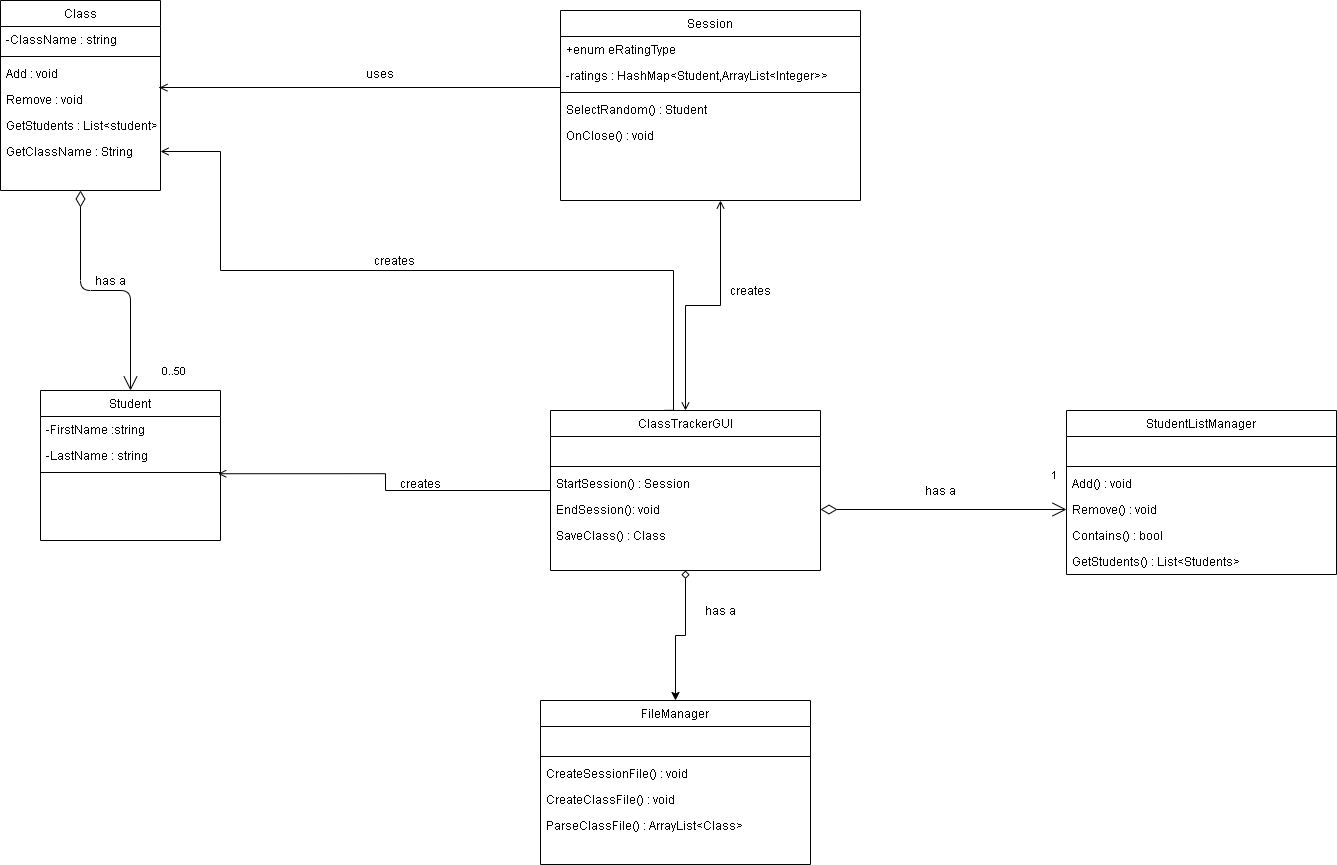 Class
-ClassName : string
Add : void
Remove : void
GetStudents : List<student>
GetClassName : String
uses
Session
+enum eRatingType
-ratings : HashMap<Student,ArrayList<Integer>>
SelectRandom() : Student
OnClose() : void
creates
creates
has a
0..50
Student
-FirstName :string
-LastName : string
creates
ClassTrackerGUI
StartSession() : Session
EndSession(): void
SaveClass() : Class
has a
1
StudentListManager
Add() : void
Remove() : void
Contains() : bool
GetStudents() : List<Students>
has a
FileManager
CreateSessionFile() : void
CreateClassFile() : void
ParseClassFile() : ArrayList<Class>